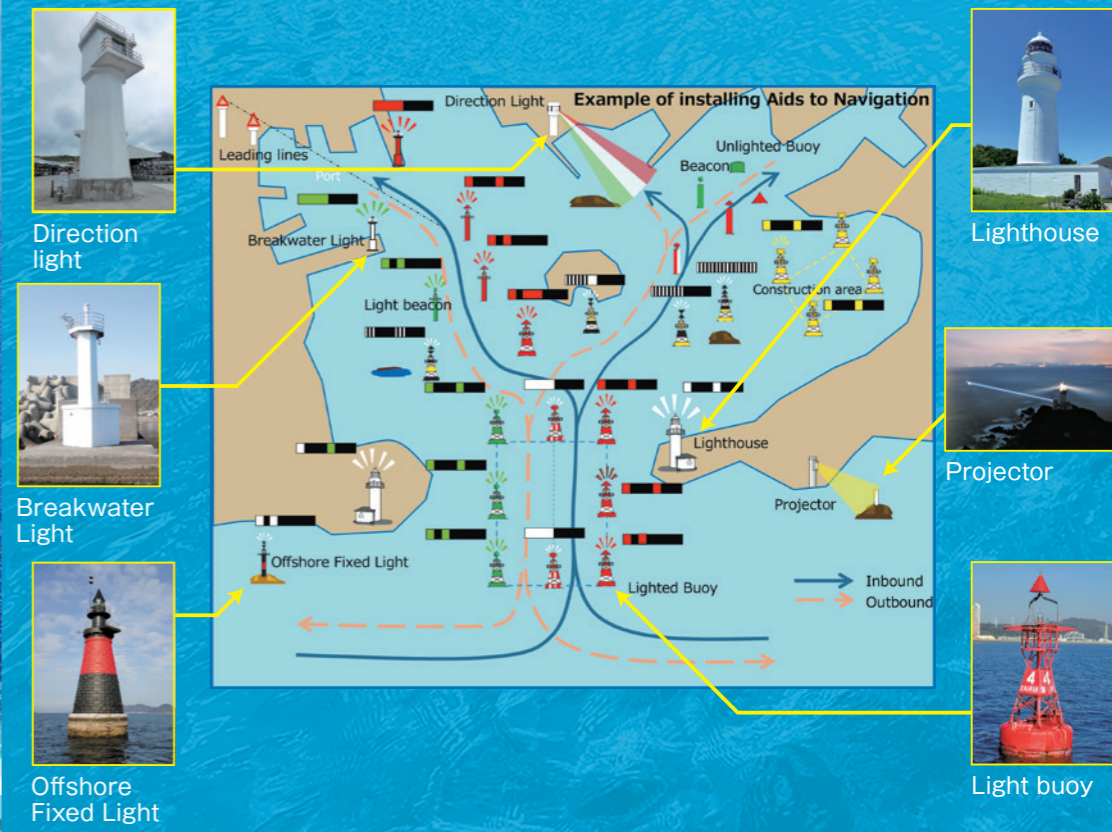 Example of installing Aids to Navigation
Direction Light
Unlighted Buoy
Beacon
Leading lines
Port
Breakwater Light
Light beacon
Construction area
Lighthouse
Projector
Offshore Fixed Light
Lighted Buoy
Inbound
Outbound
Direction
light
Breakwater
Light
Offshore
Fixed Light
Lighthouse
Projector
4
4
Light buoy